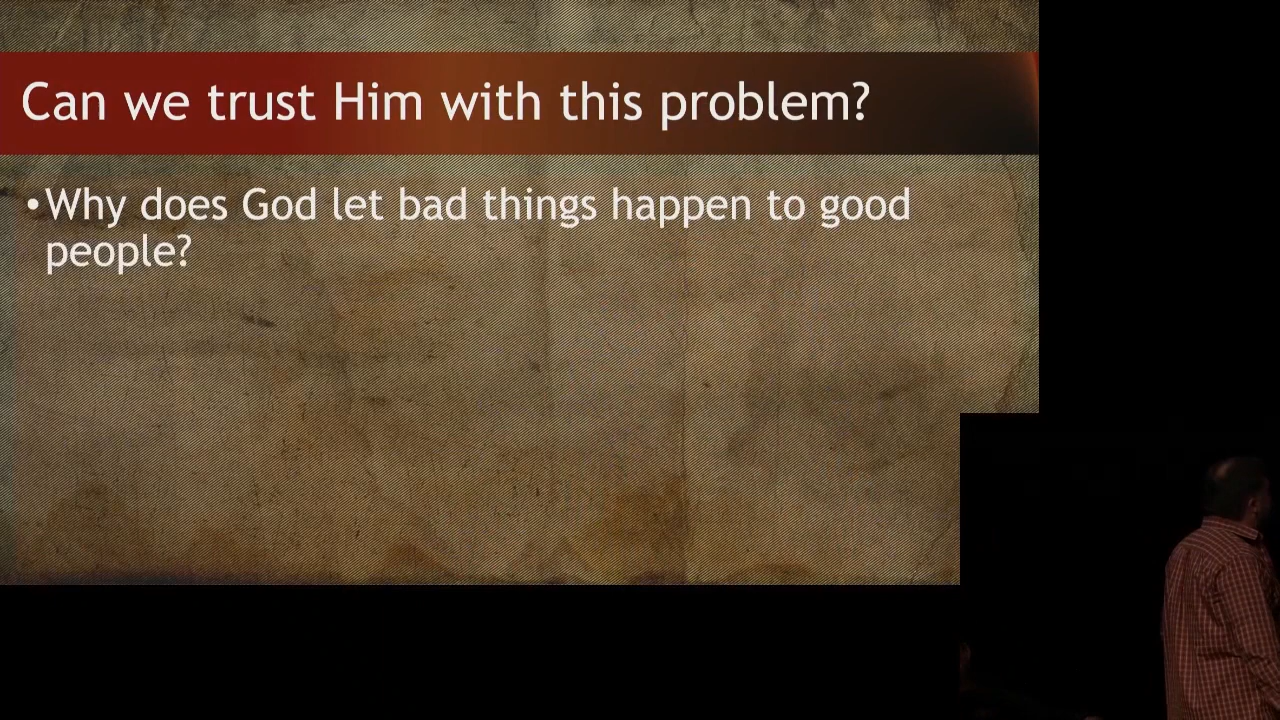 Can we trust Him with this problem?
•Why does God let bad things happen to good
people?